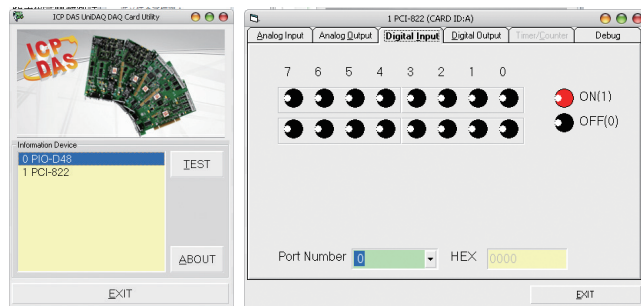 ICP DAS UniDAQ DAQ Card Utility
ICP
DAS
Information Device
0 PIO-D48
1 PCI-822
TEST
ABOUT
EXIT
1 PCI-822 (CARD ID:A)
Analog Input
Analog Output
Digital Input
Digital Output
Timer/Counter
Debug
7 6 5 4 3 2 1 0
ON(1)
OFF(0)
Port Number 0
HEX 0000
EXIT